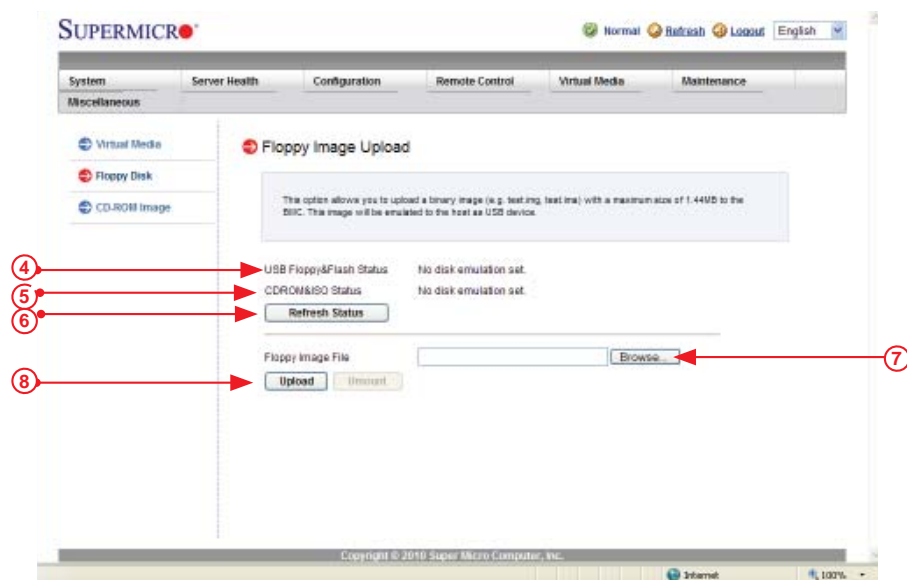 SUPERMICRO
Normal Refresh Logout English
System Server Health Configuration Remote Control Virtual Media Maintenance
Miscellaneous
Virtual Media
Floppy Disk
CD-ROM Image
Floppy Image Upload
This option allows you to upload a binary image (e.g. test.img, test.ima) with a maximum size of 1.44MB to the
BMC. This image will be emulated to the host as USB device.
4 USB Floppy&Flash Status No disk emulation set.
5 CDROM&ISO Status No disk emulation set.
6 Refresh Status
Floppy Image File Browse... 7
8 Upload Unmount
Copyright © 2010 Super Micro Computer, Inc.
Internet 100%